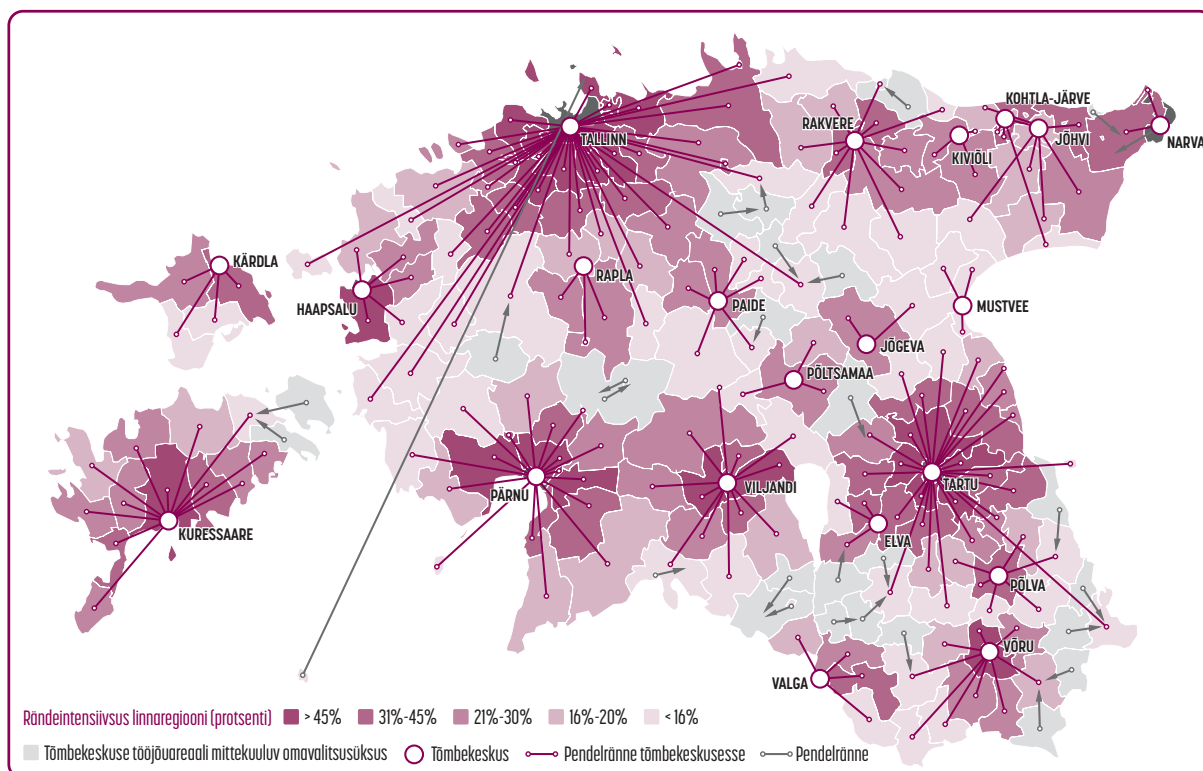 KOHTLA-JÄRVE
RAKVERE
TALLINN
KIVIÕLI
JÕHVI
NARVA
KÄRDLA
HAAPSALU
RAPLA
PAIDE
MUSTVEE
JÕGEVA
PÕLTSAMAA
PÄRNU
VILJANDI
TARTU
KURESSAARE
ELVA
PÕLVA
VÕRU
VALGA
Rändeintensiivsus linnaregiooni (protsenti) > 45% 31%-45% 21%-30% 16%-20% < 16%
Tõmbekeskuse tööjõuareaali mittekuuluv omavalitsusüksus Tõmbekeskus Pendelränne tõmbekeskusesse Pendelränne